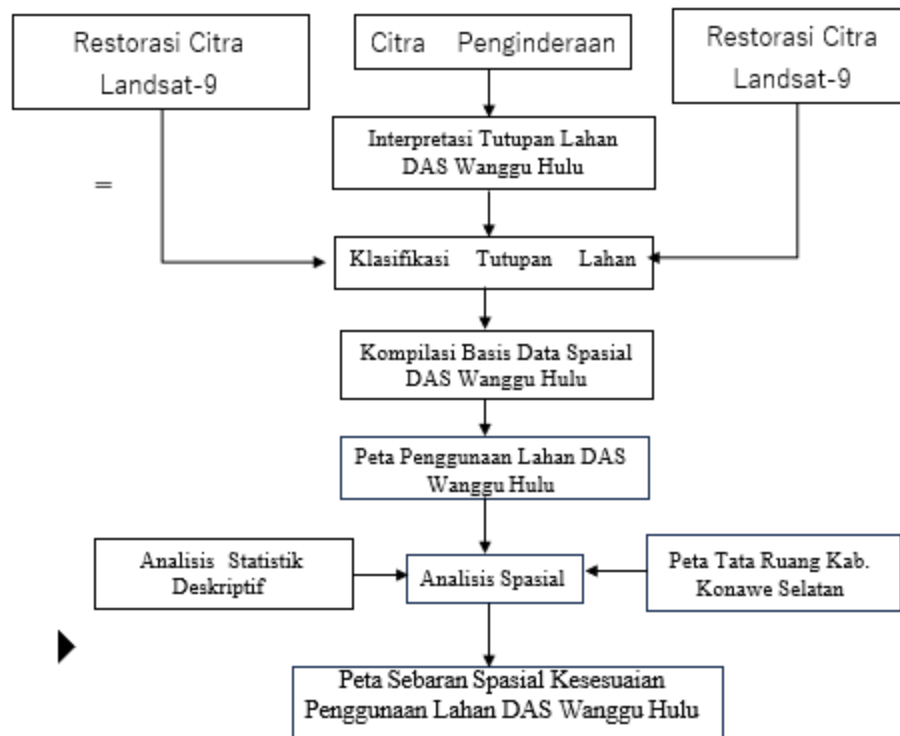 Restorasi Citra
Landsat-9
Citra Penginderaan
Restorasi Citra
Landsat-9
Interpretasi Tutupan Lahan
DAS Wanggu Hulu
=
Klasifikasi Tutupan Lahan
Kompilasi Basis Data Spasial
DAS Wanggu Hulu
Peta Penggunaan Lahan DAS
Wanggu Hulu
Analisis Statistik
Deskriptif
Analisis Spasial
Peta Tata Ruang Kab.
Konawe Selatan
Peta Sebaran Spasial Kesesuaian
Penggunaan Lahan DAS Wanggu Hulu